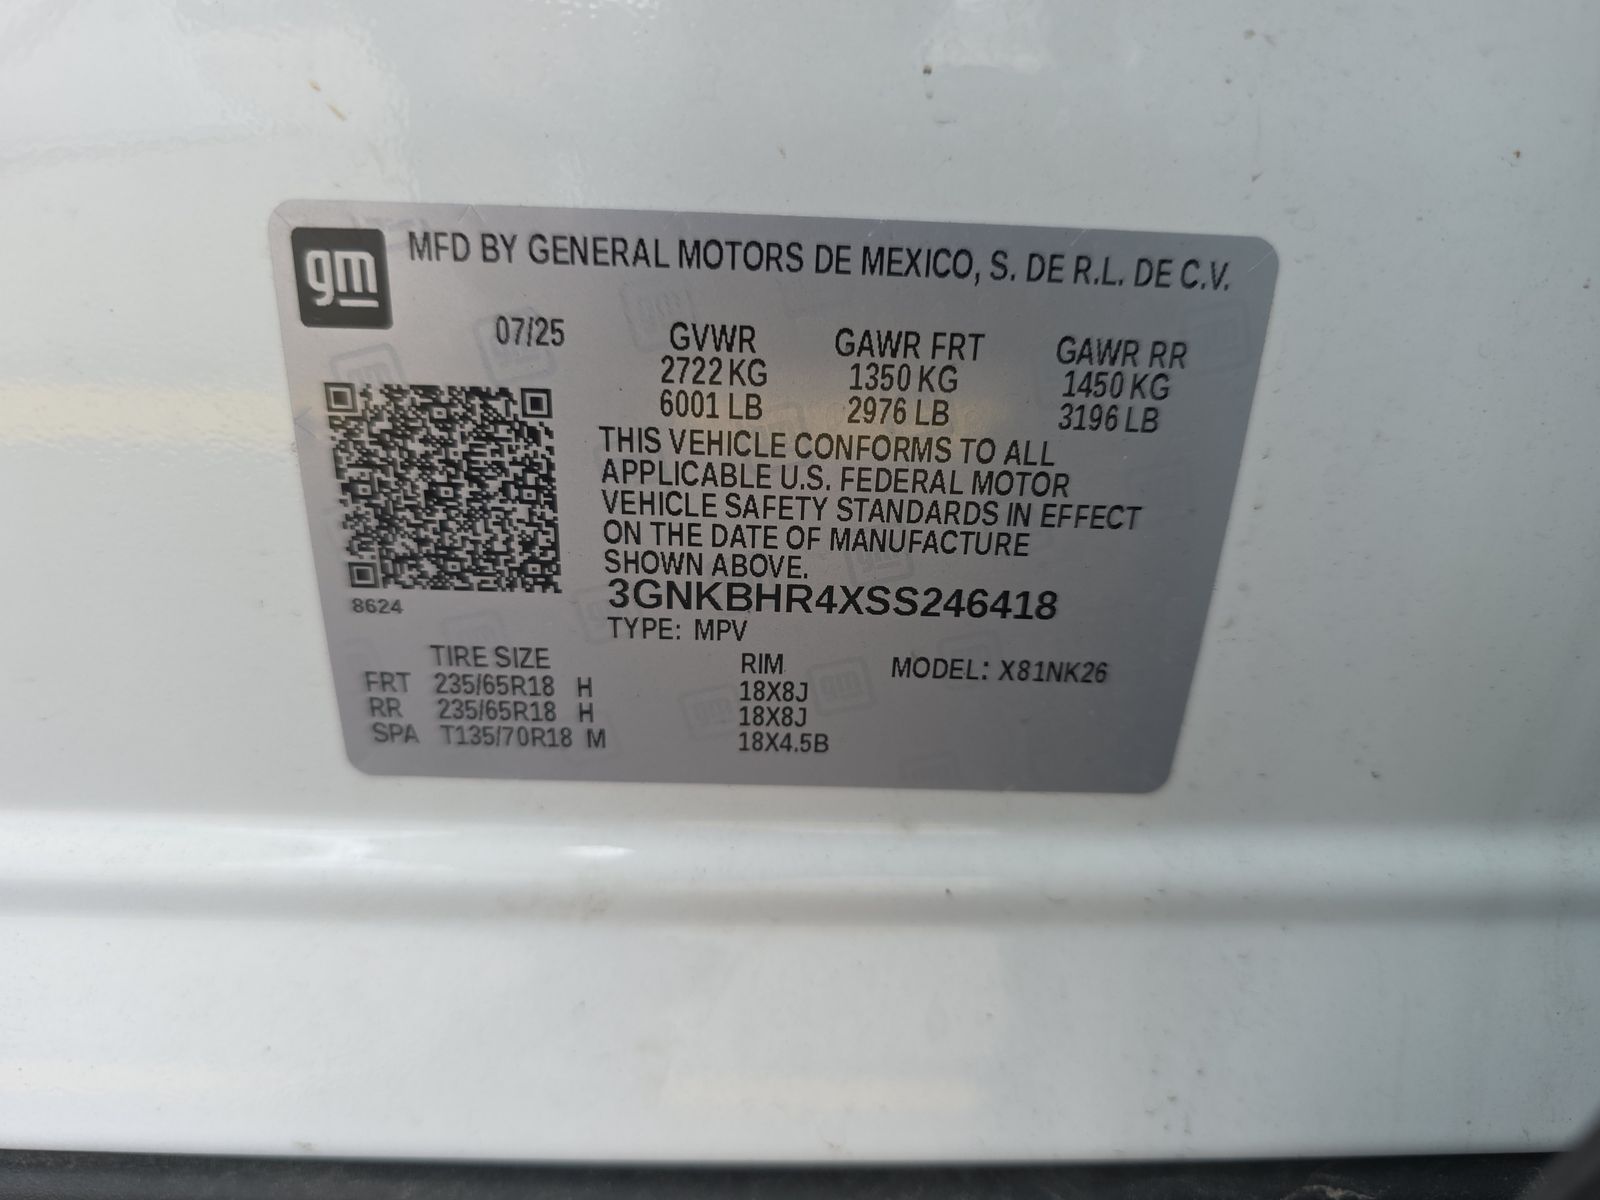 gm
MFD BY GENERAL MOTORS DE MEXICO, S. DE R.L. DE C.V.
07/25 GVWR GAWR FRT GAWR RR
2722 KG 1350 KG 1450 KG
6001 LB 2976 LB 3196 LB
THIS VEHICLE CONFORMS TO ALL
APPLICABLE U.S. FEDERAL MOTOR
VEHICLE SAFETY STANDARDS IN EFFECT
ON THE DATE OF MANUFACTURE
SHOWN ABOVE.
8624
3GNKBHR4XSS246418
TYPE: MPV
TIRE SIZE RIM MODEL: X81NK26
FRT 235/65R18 H 18X8J
RR 235/65R18 H 18X8J
SPA T135/70R18 M 18X4.5B